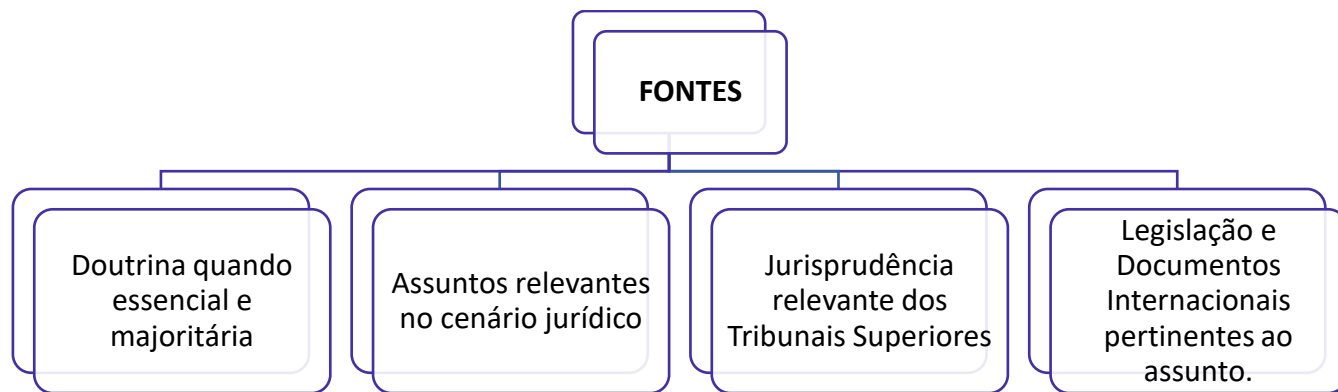 FONTES
Doutrina quando
essencial e
majoritária
Assuntos relevantes
no cenário jurídico
Jurisprudência
relevante dos
Tribunais Superiores
Legislação e
Documentos
Internacionais
pertinentes ao
assunto.